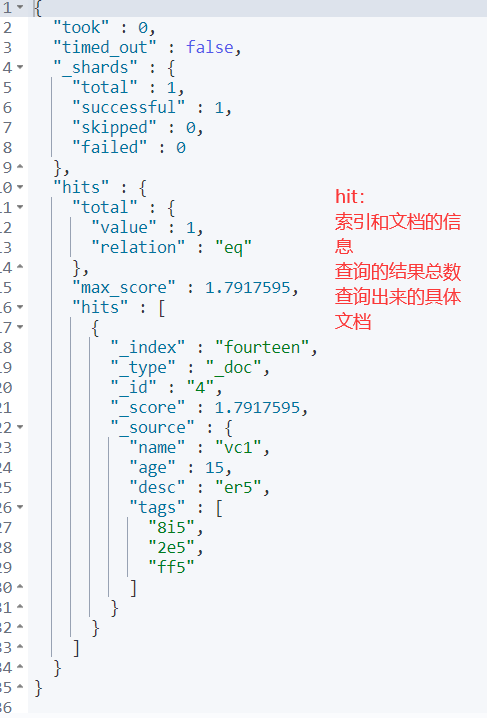 1 {
2 "took" : 0,
3 "timed_out" : false,
4 "_shards" : {
5 "total" : 1,
6 "successful" : 1,
7 "skipped" : 0,
8 "failed" : 0
9 },
10 "hits" : {
11 "total" : {
12 "value" : 1,
13 "relation" : "eq"
14 },
15 "max_score" : 1.7917595,
16 "hits" : [
17 {
18 "_index" : "fourteen",
19 "_type" : "_doc",
20 "_id" : "4",
21 "_score" : 1.7917595,
22 "_source" : {
23 "name" : "vc1",
24 "age" : 15,
25 "desc" : "er5",
26 "tags" : [
27 "8i5",
28 "2e5",
29 "ff5"
30 ]
31 }
32 }
33 ]
34 }
35 }
36
hit：
索引和文档的信
息
查询的结果总数
查询出来的具体
文档